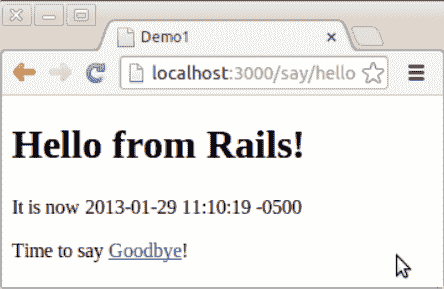 Demo1
localhost:3000/say/hello
Hello from Rails!
It is now 2013-01-29 11:10:19 -0500
Time to say Goodbye!